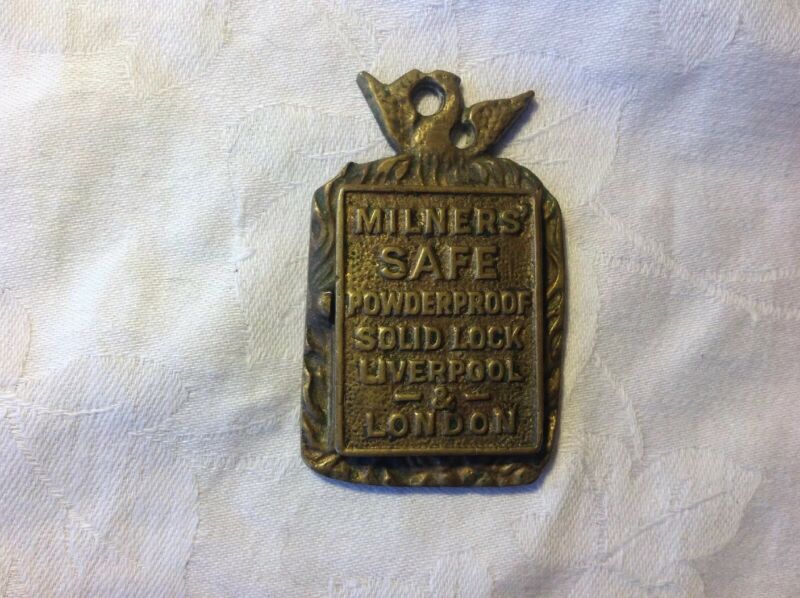 MILNERS'
SAFE
POWDERPROOF
SOLID LOCK
LIVERPOOL
— & —
LONDON